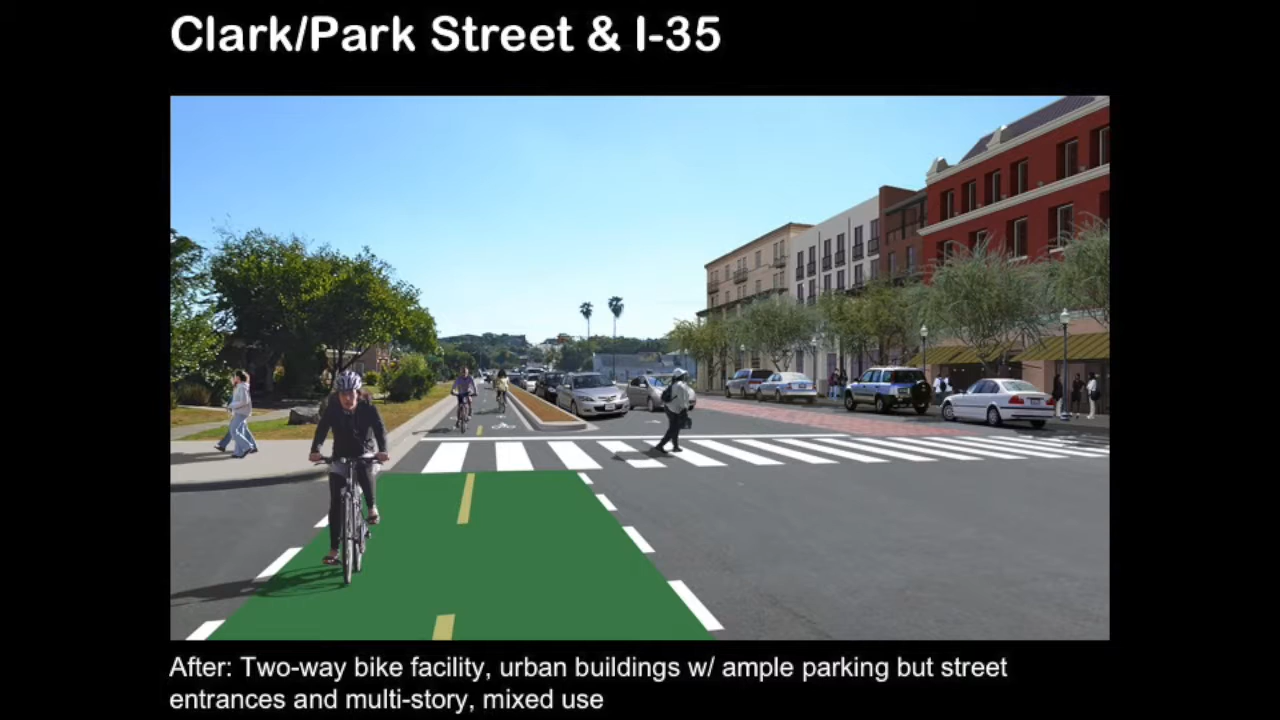 Clark/Park Street & I-35
After: Two-way bike facility, urban buildings w/ ample parking but street
entrances and multi-story, mixed use